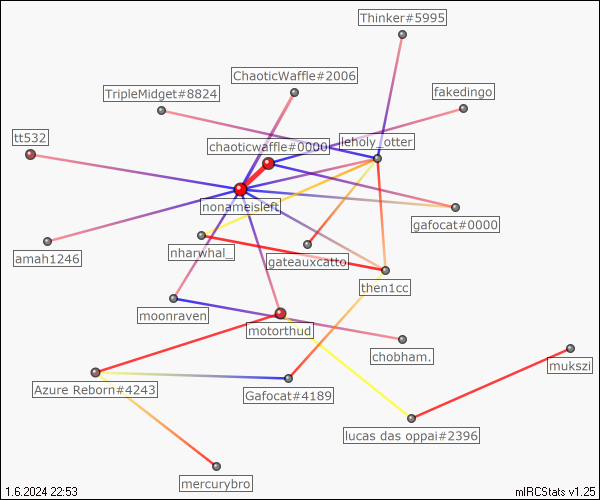 Thinker#5995
ChaoticWaffle#2006
TripleMidget#8824
fakedingo
tt532
chaoticwaffle#0000
leholy_otter
nonameisleft
gafocat#0000
amah1246
nharwhal_
gateauxcatto
then1cc
moonraven
motorthud
chobham.
mukszi
Azure Reborn#4243
Gafocat#4189
lucas das oppai#2396
mercurybro
1.6.2024 22:53
mIRCStats v1.25